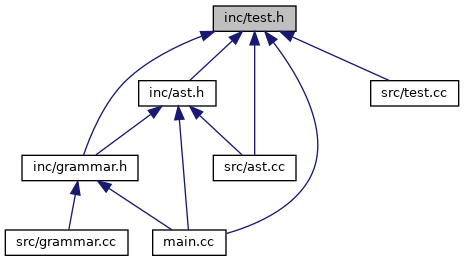 inc/test.h
inc/ast.h
src/test.cc
inc/grammar.h
src/ast.cc
src/grammar.cc
main.cc